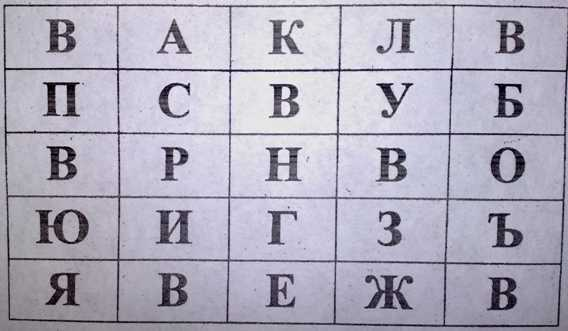 В А К Л В
П С В У Б
В Р Н В О
Ю И Г З Ъ
Я В Е Ж В